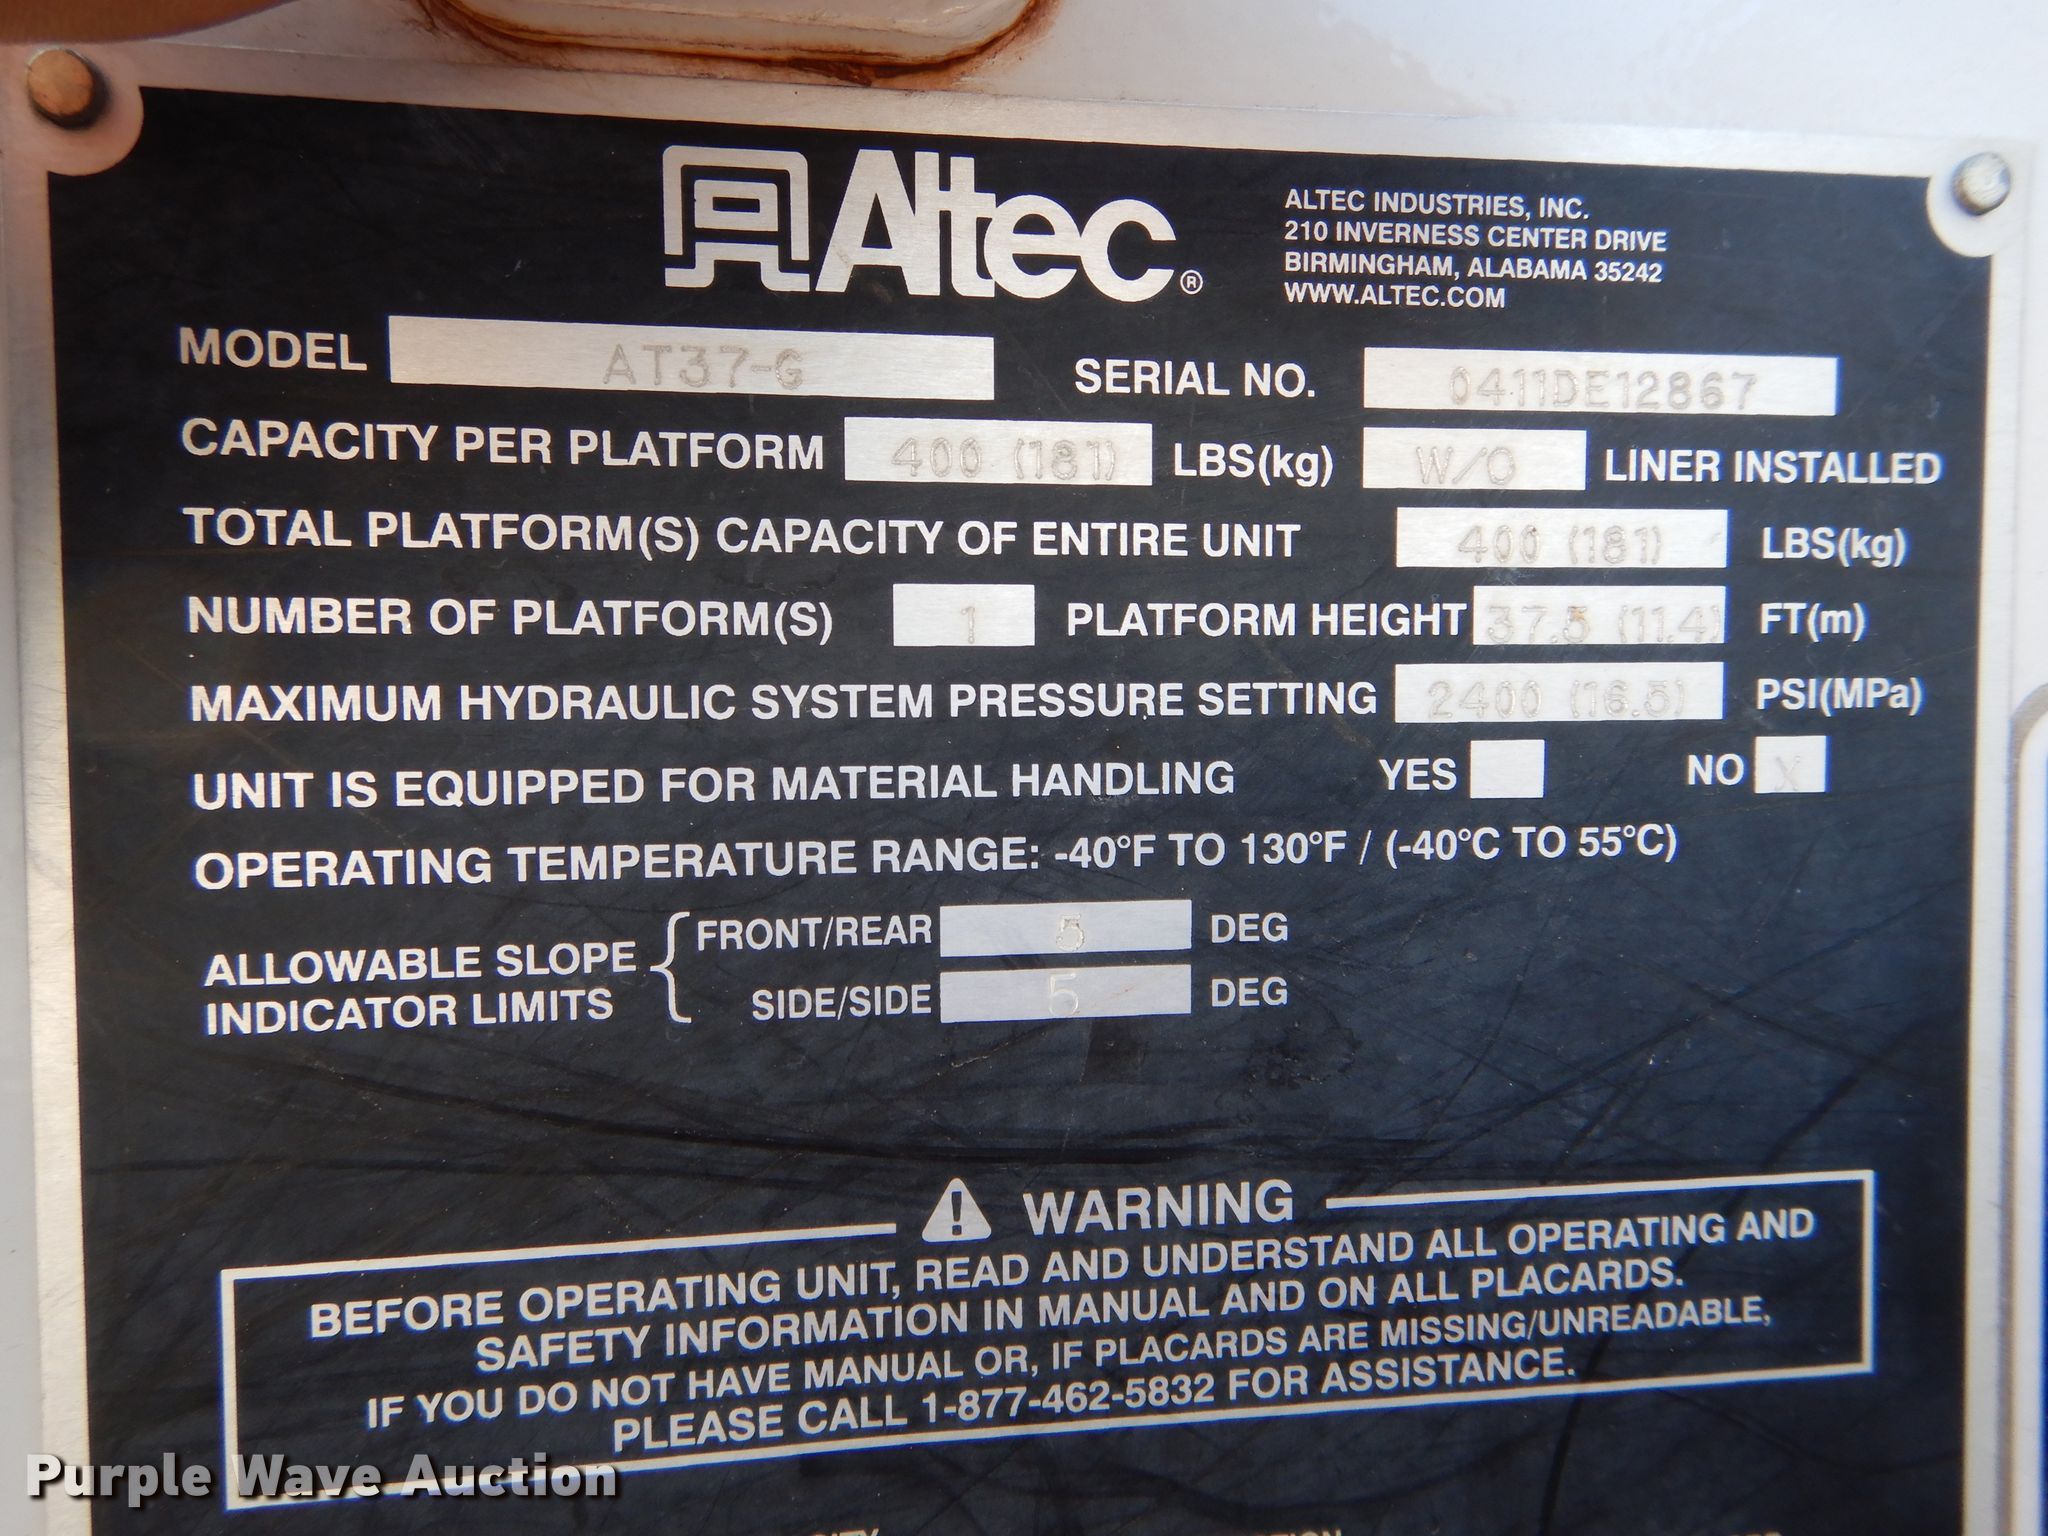 Altec®
ALTEC INDUSTRIES, INC.
210 INVERNESS CENTER DRIVE
BIRMINGHAM, ALABAMA 35242
WWW.ALTEC.COM
MODEL AT37-G SERIAL NO. 0411DE12867
CAPACITY PER PLATFORM 400 (181) LBS(kg) W/O LINER INSTALLED
TOTAL PLATFORM(S) CAPACITY OF ENTIRE UNIT 400 (181) LBS(kg)
NUMBER OF PLATFORM(S) 1 PLATFORM HEIGHT 37.5 (11.4) FT(m)
MAXIMUM HYDRAULIC SYSTEM PRESSURE SETTING 2400 (16.5) PSI(MPa)
UNIT IS EQUIPPED FOR MATERIAL HANDLING YES NO X
OPERATING TEMPERATURE RANGE: -40°F TO 130°F / (-40°C TO 55°C)
ALLOWABLE SLOPE INDICATOR LIMITS
FRONT/REAR 5 DEG
SIDE/SIDE 5 DEG
WARNING
BEFORE OPERATING UNIT, READ AND UNDERSTAND ALL OPERATING AND
SAFETY INFORMATION IN MANUAL AND ON ALL PLACARDS.
IF YOU DO NOT HAVE MANUAL OR, IF PLACARDS ARE MISSING/UNREADABLE,
PLEASE CALL 1-877-462-5832 FOR ASSISTANCE.
Purple Wave Auction